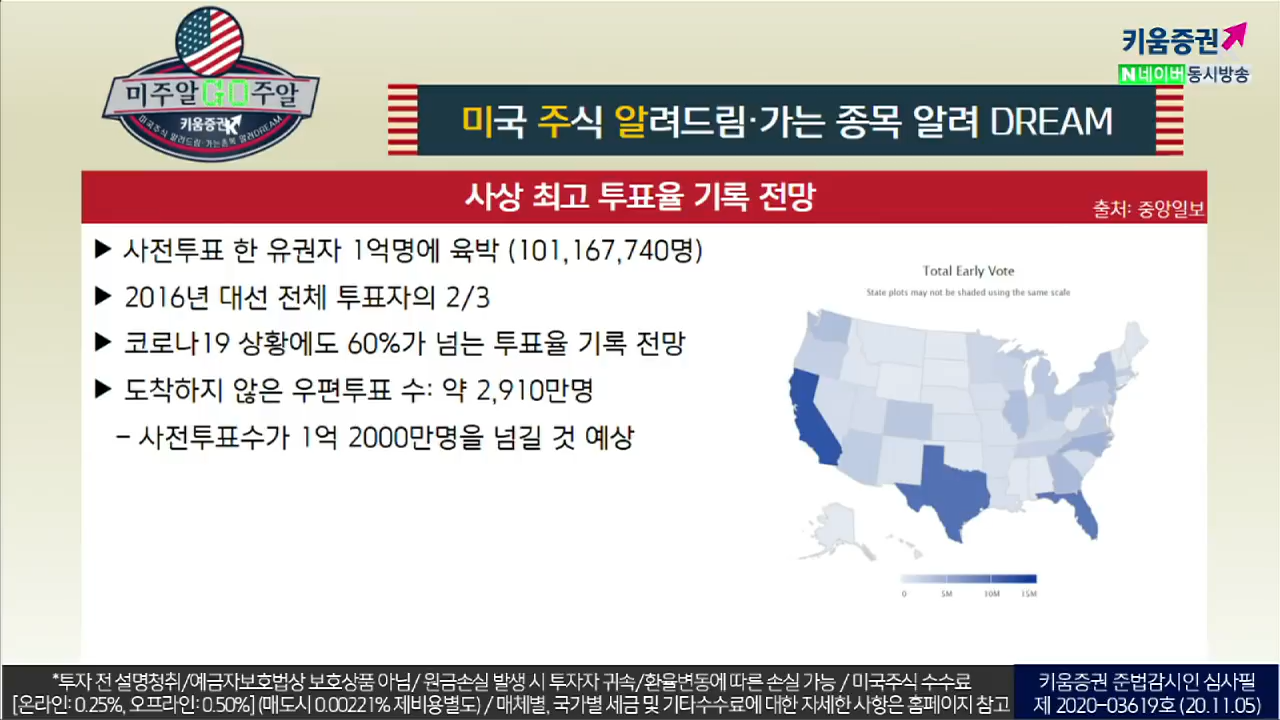 미주알GO주알
키움증권
미국주식 알려드림·가는종목 알려DREAM
키움증권
N 네이버 동시방송
미국 주식 알려드림·가는 종목 알려 DREAM
사상 최고 투표율 기록 전망
출처: 중앙일보
▶ 사전투표 한 유권자 1억명에 육박 (101,167,740명)
▶ 2016년 대선 전체 투표자의 2/3
▶ 코로나19 상황에도 60%가 넘는 투표율 기록 전망
▶ 도착하지 않은 우편투표 수: 약 2,910만명
– 사전투표수가 1억 2000만명을 넘길 것 예상
Total Early Vote
State plots may not be shaded using the same scale
0 5M 10M 15M
*투자 전 설명청취/예금자보호법상 보호상품 아님/ 원금손실 발생 시 투자자 귀속/환율변동에 따른 손실 가능 / 미국주식 수수료
[온라인: 0.25%, 오프라인: 0.50%] (매도시 0.00221% 제비용별도) / 매체별, 국가별 세금 및 기타수수료에 대한 자세한 사항은 홈페이지 참고
키움증권 준법감시인 심사필
제 2020-03619호 (20.11.05)